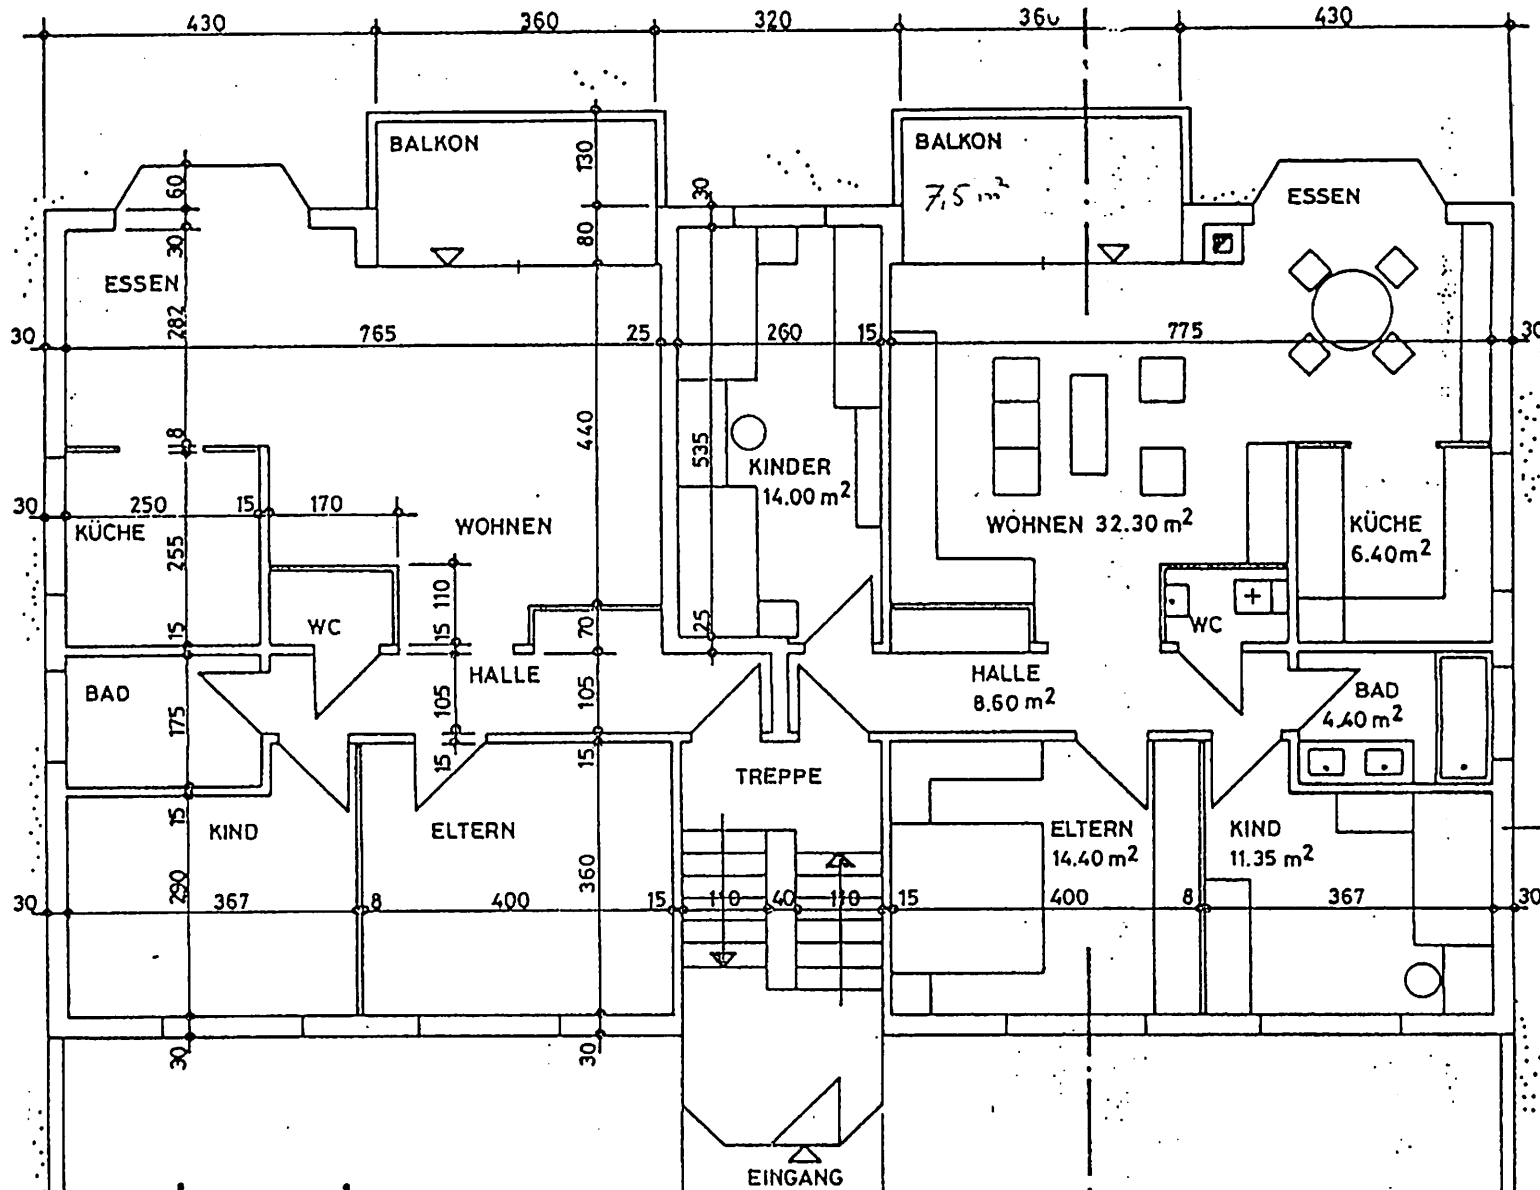 430 360 320 360 430
BALKON
BALKON
7,5 m²
130
60
30
ESSEN
30
80
ESSEN
282
30 765 25 260 15 775 30
440
8
535
KINDER
14.00 m²
30 250 15 170
KÜCHE
WOHNEN
WOHNEN 32.30 m²
KÜCHE
6.40 m²
255
110
15
70
25
15
WC
WC
HALLE
HALLE
8.60 m²
BAD
BAD
4.40 m²
175
105
105
15
15
TREPPE
15
KIND
ELTERN
ELTERN
14.40 m²
KIND
11.35 m²
290
360
30 367 8 400 15 110 40 110 15 400 8 367 30
30
30
EINGANG